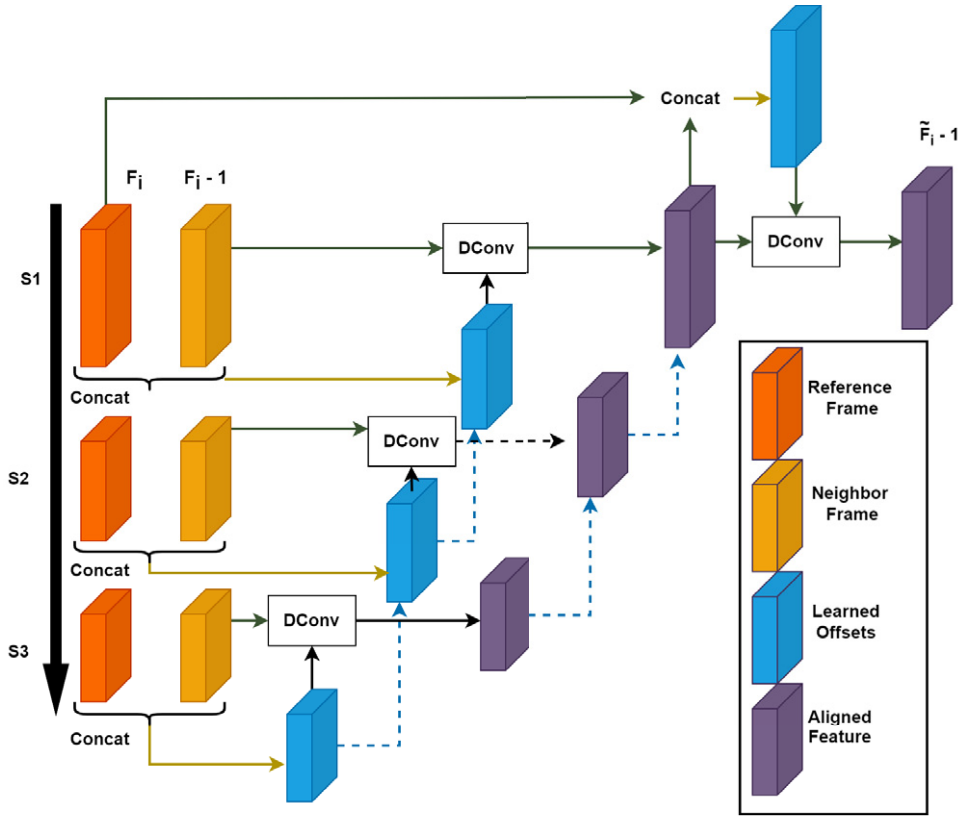 Concat
F̃i - 1
Fi
Fi - 1
DConv
DConv
S1
Concat
DConv
Reference
Frame
S2
Neighbor
Frame
Concat
DConv
Learned
Offsets
S3
Concat
Aligned
Feature